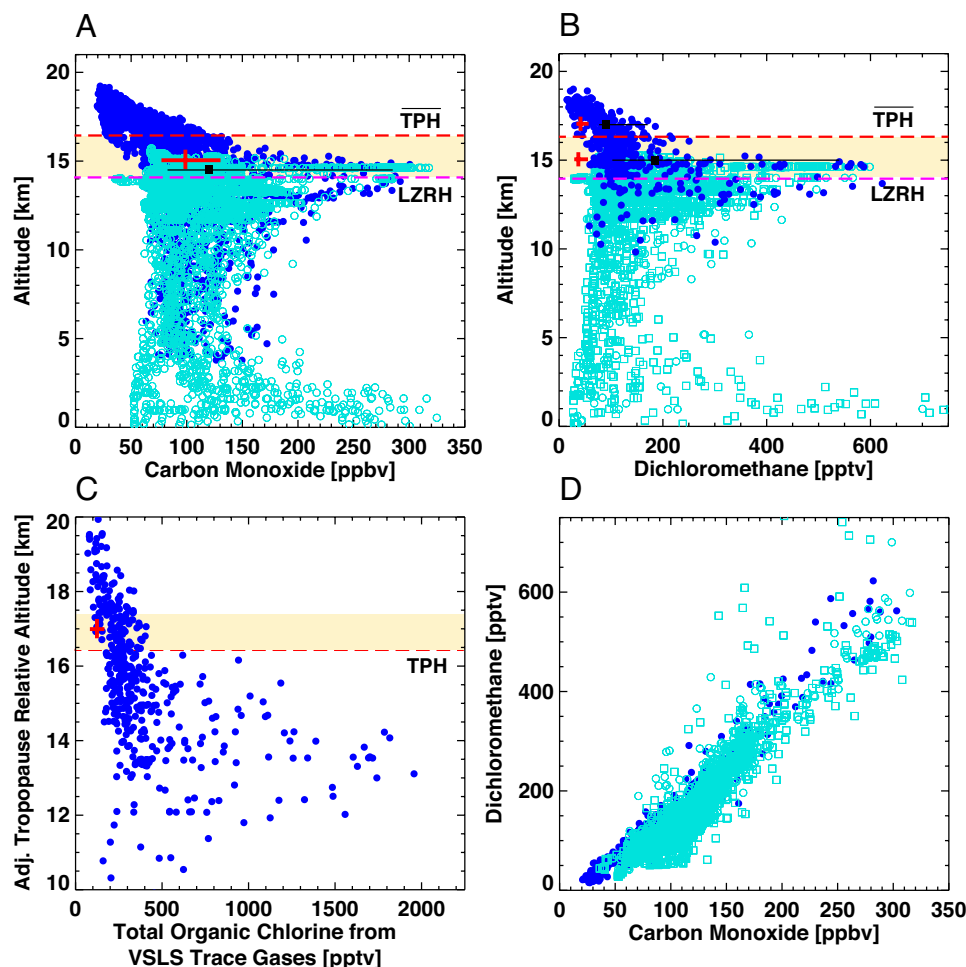 A
B
20
15
10
5
0
Altitude [km]
TPH
LZRH
0 50 100 150 200 250 300 350
Carbon Monoxide [ppbv]
20
15
10
5
0
Altitude [km]
TPH
LZRH
0 200 400 600
Dichloromethane [pptv]
C
D
20
18
16
14
12
10
Adj. Tropopause Relative Altitude [km]
TPH
0 500 1000 1500 2000
Total Organic Chlorine from
VSLS Trace Gases [pptv]
600
400
200
0
Dichloromethane [pptv]
0 50 100 150 200 250 300 350
Carbon Monoxide [ppbv]